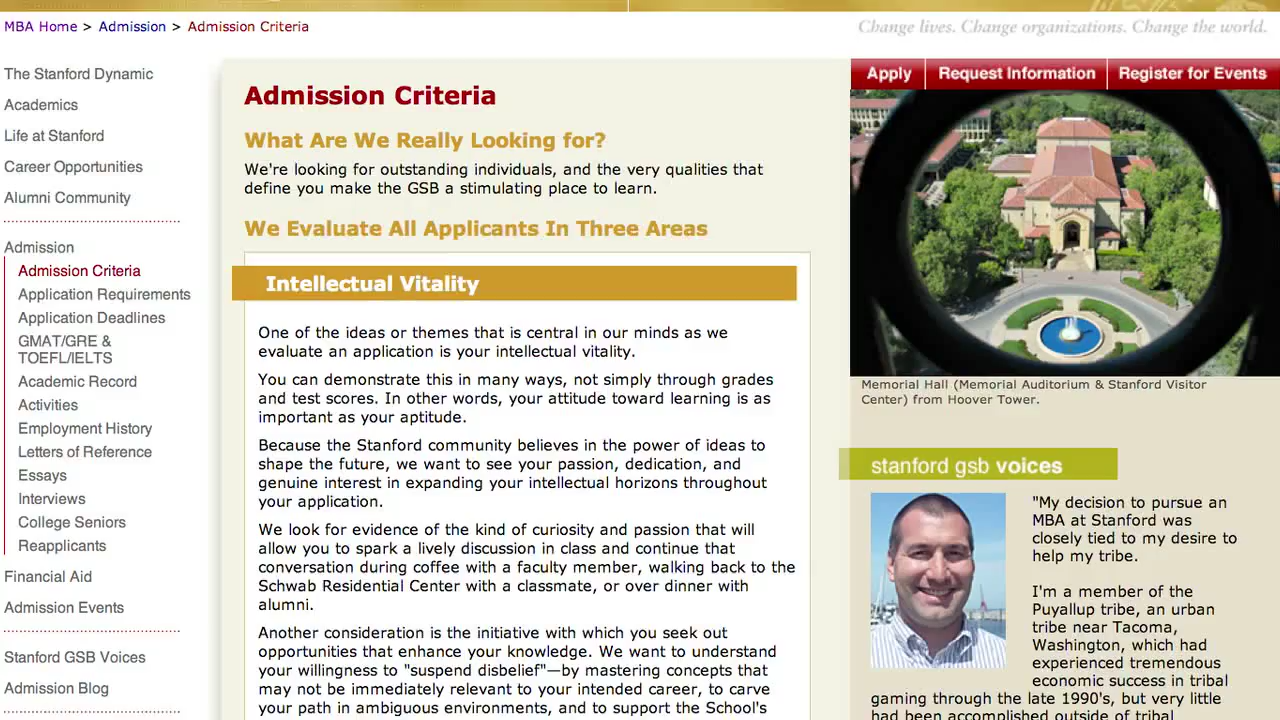 MBA Home > Admission > Admission Criteria
Change lives. Change organizations. Change the world.
The Stanford Dynamic
Academics
Life at Stanford
Career Opportunities
Alumni Community
Admission
Admission Criteria
Application Requirements
Application Deadlines
GMAT/GRE &
TOEFL/IELTS
Academic Record
Activities
Employment History
Letters of Reference
Essays
Interviews
College Seniors
Reapplicants
Financial Aid
Admission Events
Stanford GSB Voices
Admission Blog
Admission Criteria
What Are We Really Looking for?
We're looking for outstanding individuals, and the very qualities that
define you make the GSB a stimulating place to learn.
We Evaluate All Applicants In Three Areas
Intellectual Vitality
One of the ideas or themes that is central in our minds as we
evaluate an application is your intellectual vitality.
You can demonstrate this in many ways, not simply through grades
and test scores. In other words, your attitude toward learning is as
important as your aptitude.
Because the Stanford community believes in the power of ideas to
shape the future, we want to see your passion, dedication, and
genuine interest in expanding your intellectual horizons throughout
your application.
We look for evidence of the kind of curiosity and passion that will
allow you to spark a lively discussion in class and continue that
conversation during coffee with a faculty member, walking back to the
Schwab Residential Center with a classmate, or over dinner with
alumni.
Another consideration is the initiative with which you seek out
opportunities that enhance your knowledge. We want to understand
your willingness to "suspend disbelief"—by mastering concepts that
may not be immediately relevant to your intended career, to carve
your path in ambiguous environments, and to support the School's
Apply
Request Information
Register for Events
Memorial Hall (Memorial Auditorium & Stanford Visitor
Center) from Hoover Tower.
stanford gsb voices
"My decision to pursue an
MBA at Stanford was
closely tied to my desire to
help my tribe.
I'm a member of the
Puyallup tribe, an urban
tribe near Tacoma,
Washington, which had
experienced tremendous
economic success in tribal
gaming through the late 1990's, but very little
had been accomplished outside of tribal